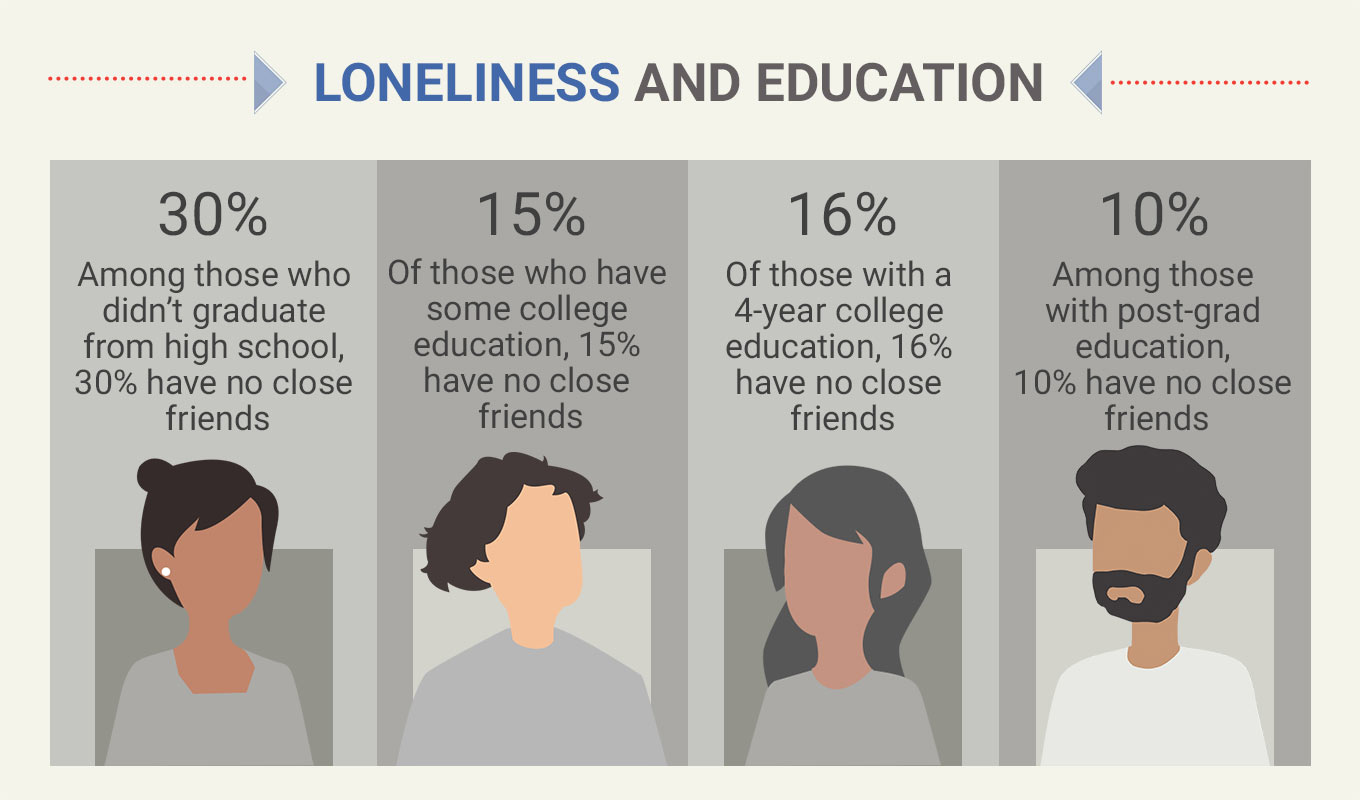 LONELINESS AND EDUCATION
30%
Among those who
didn’t graduate
from high school,
30% have no close
friends
15%
Of those who have
some college
education, 15%
have no close
friends
16%
Of those with a
4-year college
education, 16%
have no close
friends
10%
Among those
with post-grad
education,
10% have no close
friends